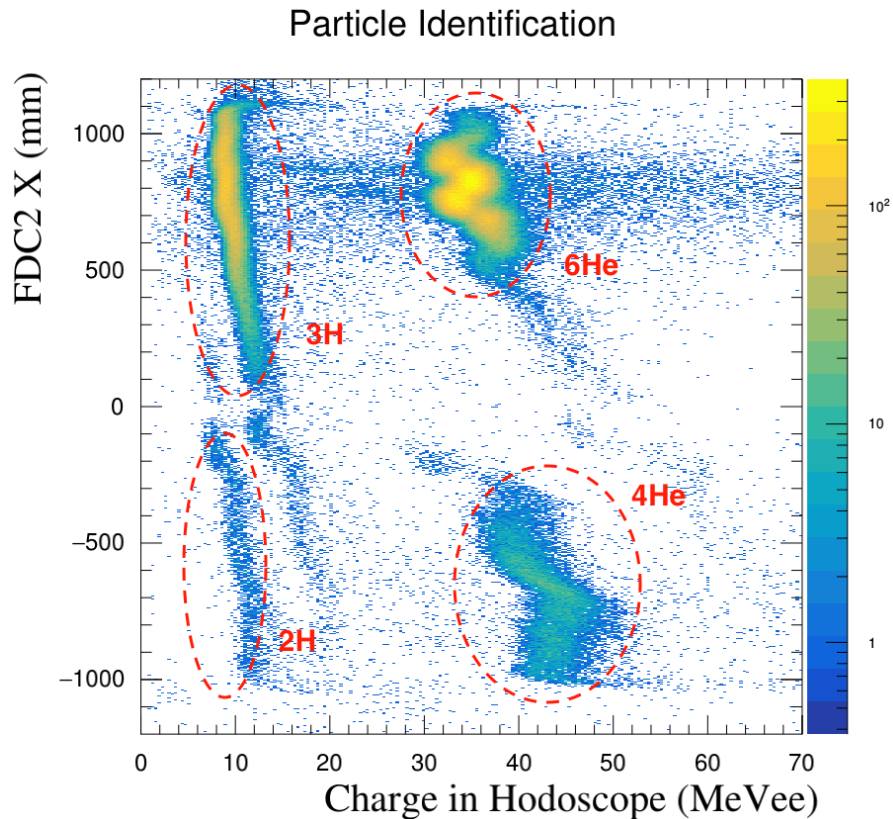 Particle Identification
FDC2 X (mm)
1000
500
0
−500
−1000
3H
6He
2H
4He
10²
10
1
0 10 20 30 40 50 60 70
Charge in Hodoscope (MeVee)